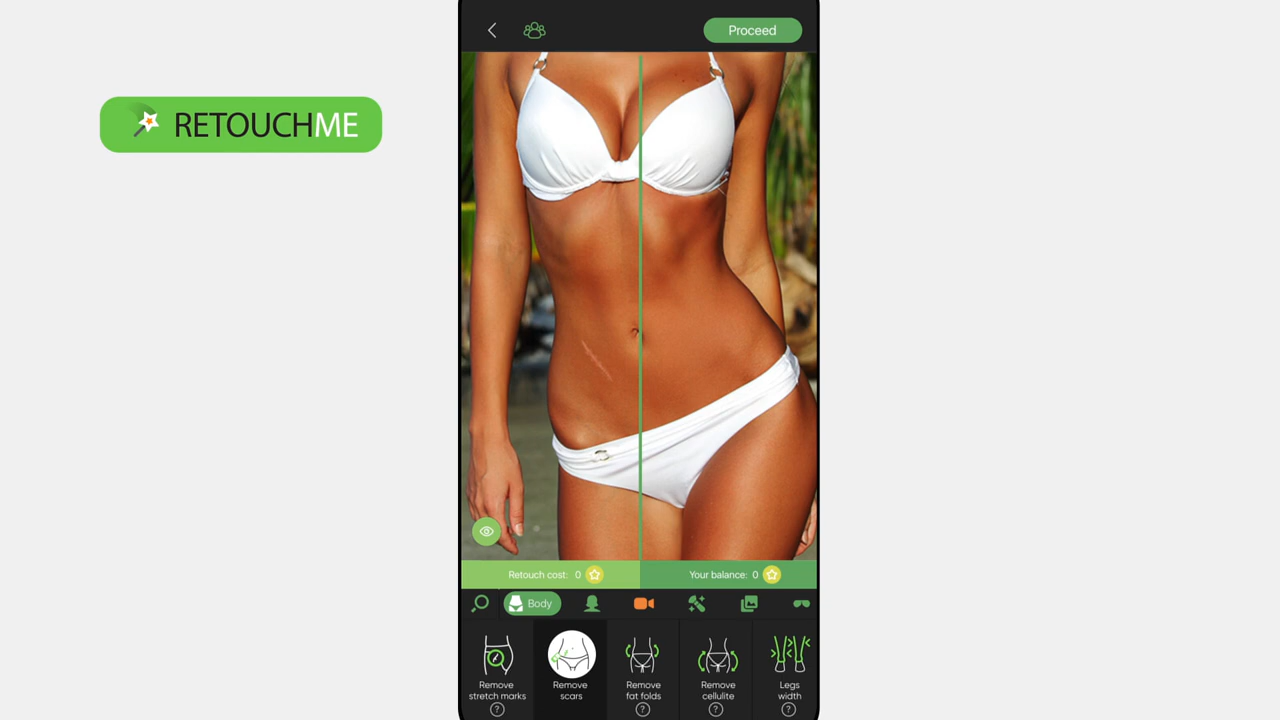 Proceed
RETOUCHME
Retouch cost: 0
Your balance: 0
Body
Remove
stretch marks
?
Remove
scars
Remove
fat folds
?
Remove
cellulite
?
Legs
width
?